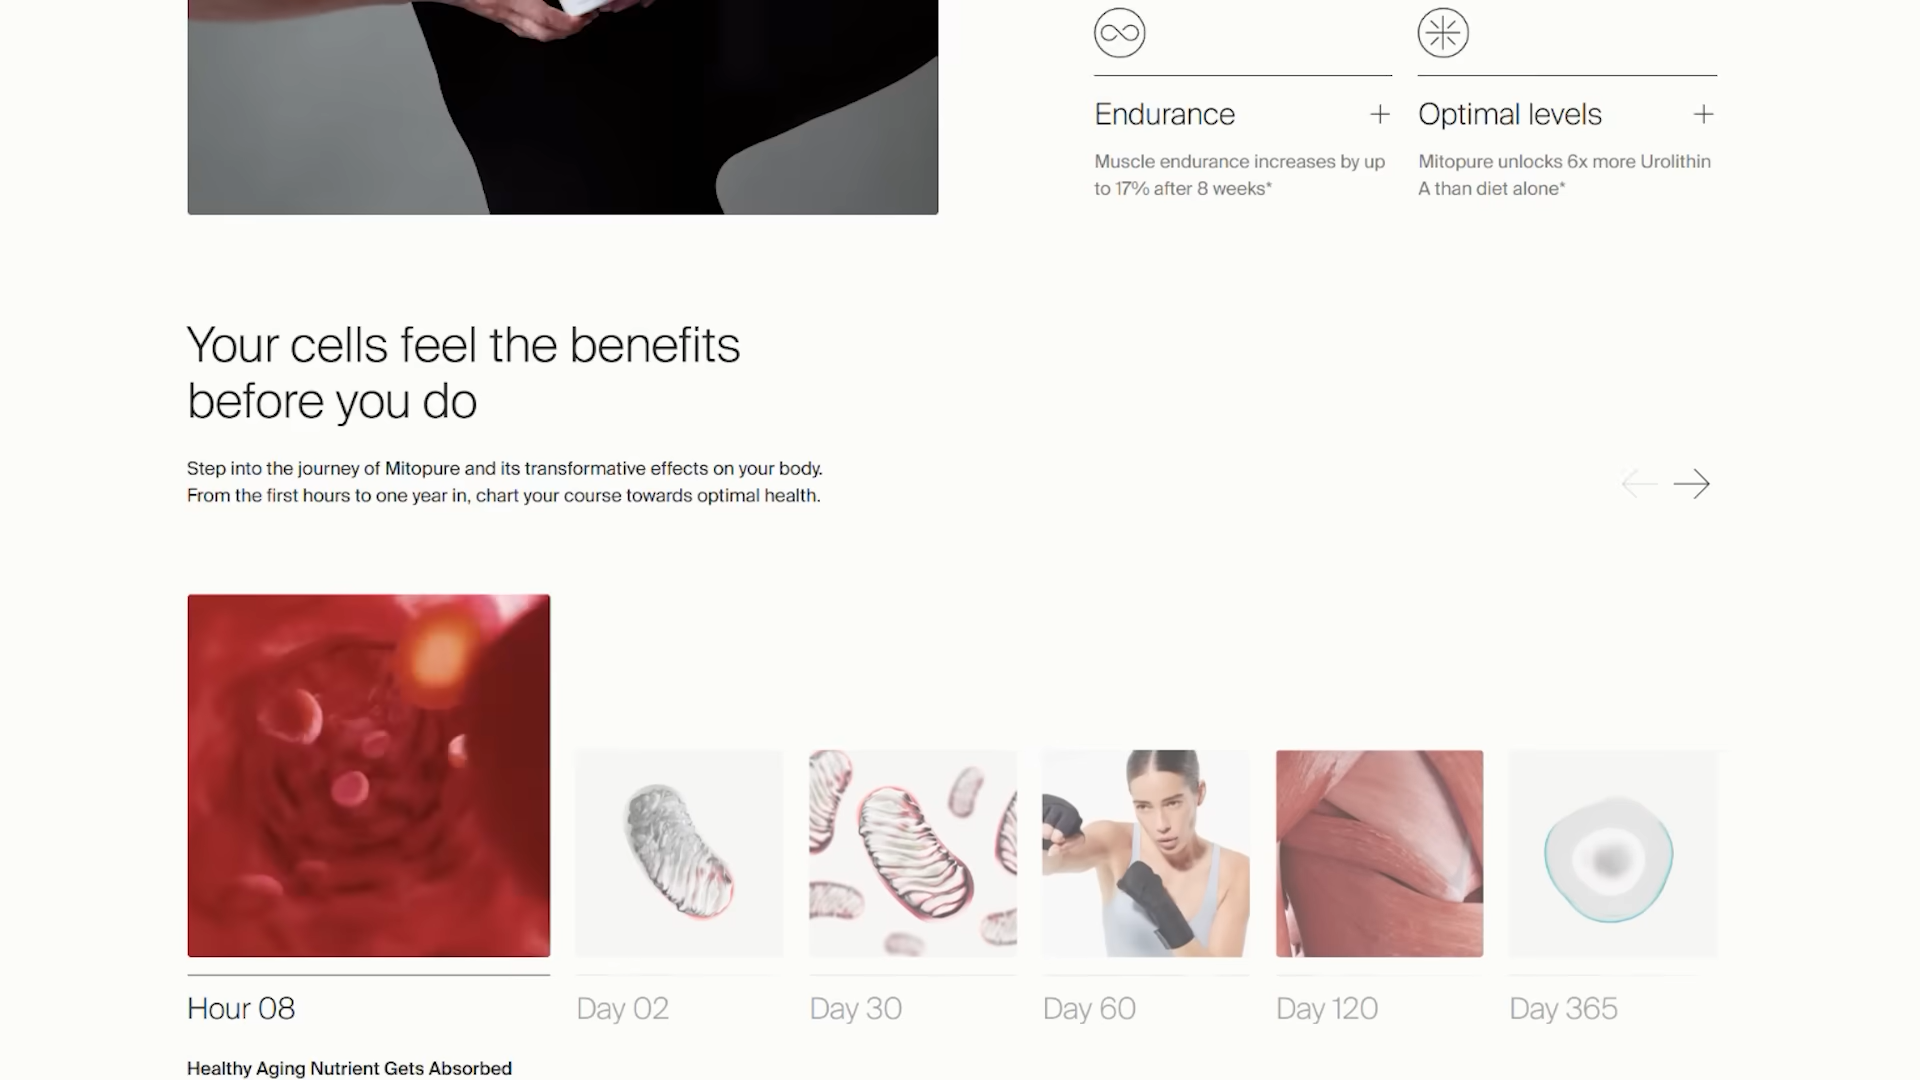 Endurance
Optimal levels
Muscle endurance increases by up
to 17% after 8 weeks*
Mitopure unlocks 6x more Urolithin
A than diet alone*
Your cells feel the benefits
before you do
Step into the journey of Mitopure and its transformative effects on your body.
From the first hours to one year in, chart your course towards optimal health.
Hour 08
Day 02
Day 30
Day 60
Day 120
Day 365
Healthy Aging Nutrient Gets Absorbed